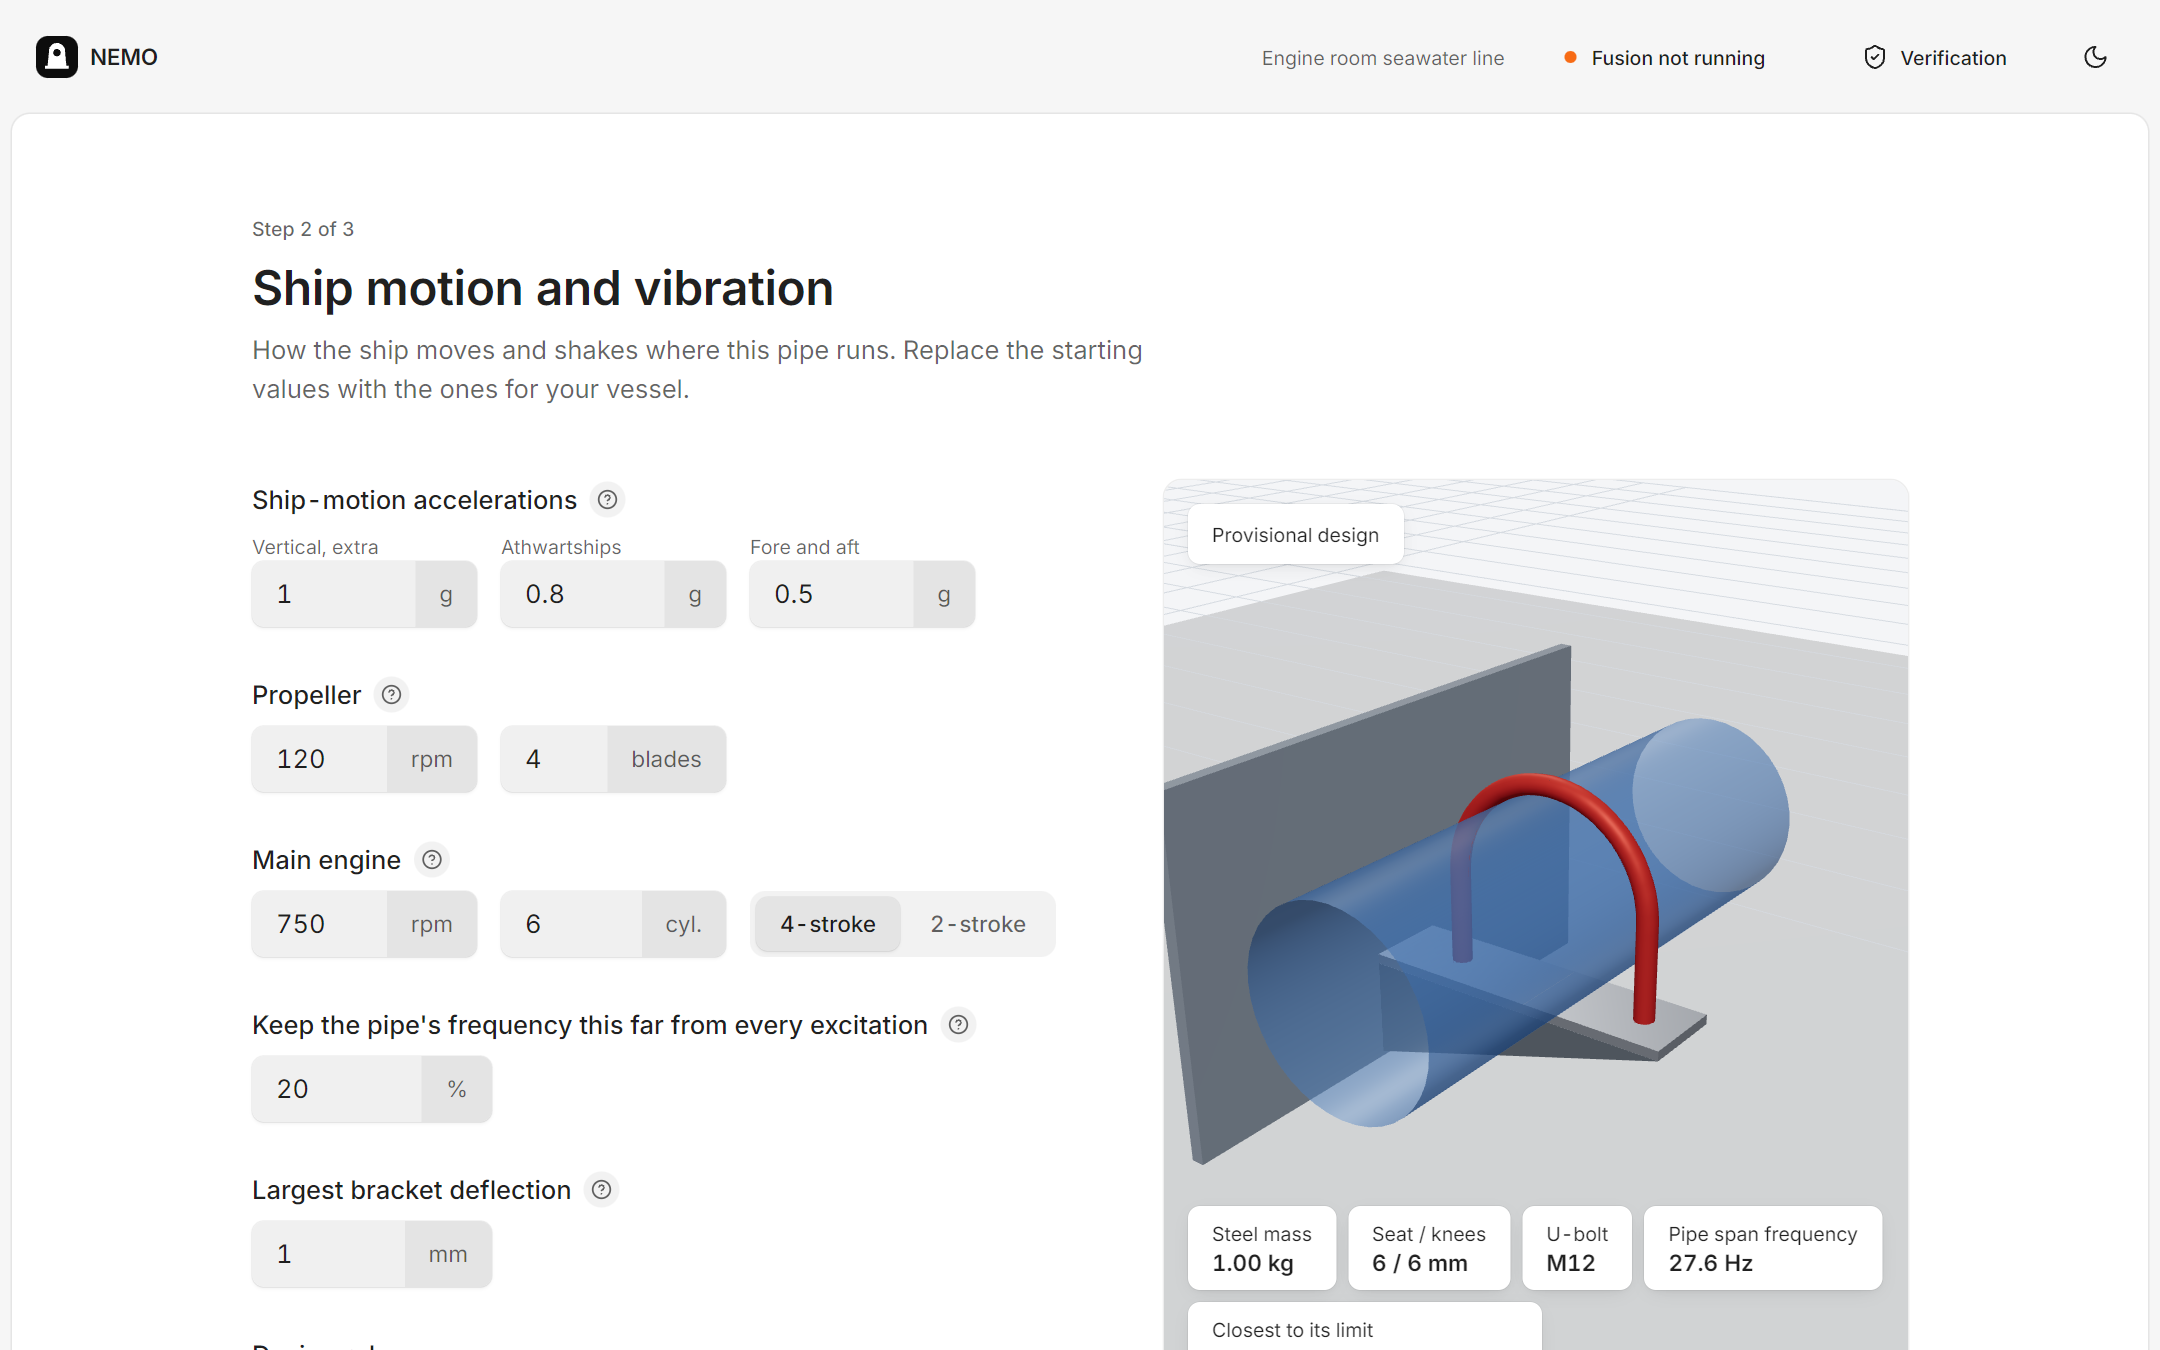 NEMO
Engine room seawater line
Fusion not running
Verification
Step 2 of 3
Ship motion and vibration
How the ship moves and shakes where this pipe runs. Replace the starting
values with the ones for your vessel.
Ship-motion accelerations
Vertical, extra
Athwartships
Fore and aft
1 g
0.8 g
0.5 g
Propeller
120 rpm
4 blades
Main engine
750 rpm
6 cyl.
4-stroke
2-stroke
Keep the pipe's frequency this far from every excitation
20 %
Largest bracket deflection
1 mm
Provisional design
Steel mass
1.00 kg
Seat / knees
6 / 6 mm
U-bolt
M12
Pipe span frequency
27.6 Hz
Closest to its limit